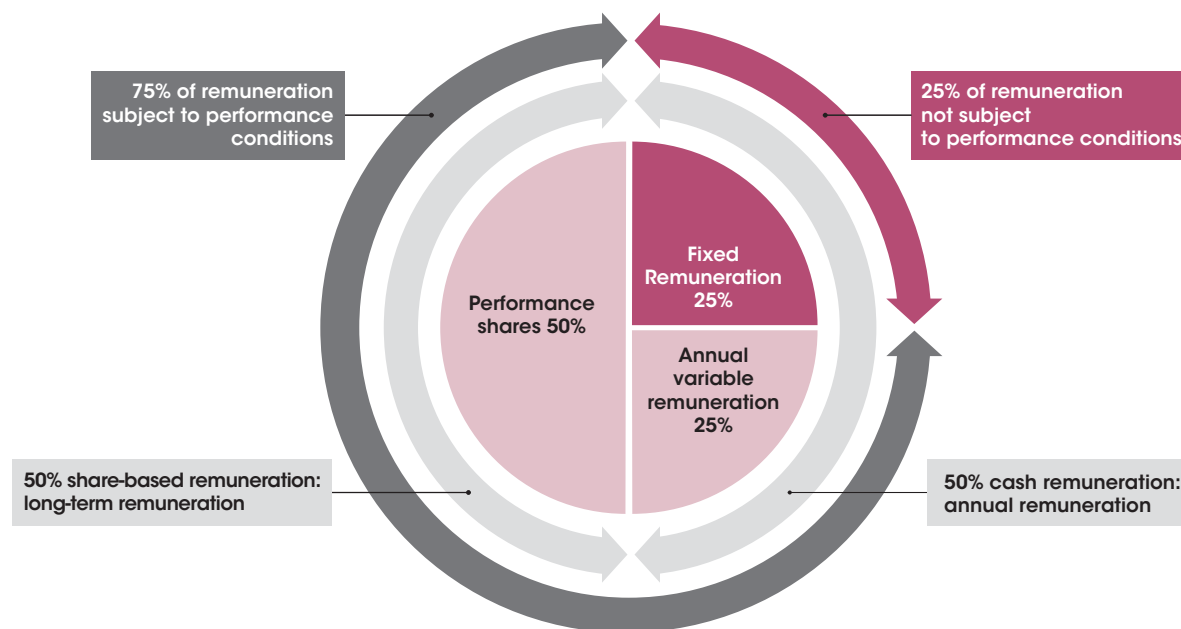 75% of remuneration
subject to performance
conditions
25% of remuneration
not subject
to performance conditions
Fixed
Remuneration
25%
Performance
shares 50%
Annual
variable
remuneration
25%
50% share-based remuneration:
long-term remuneration
50% cash remuneration:
annual remuneration